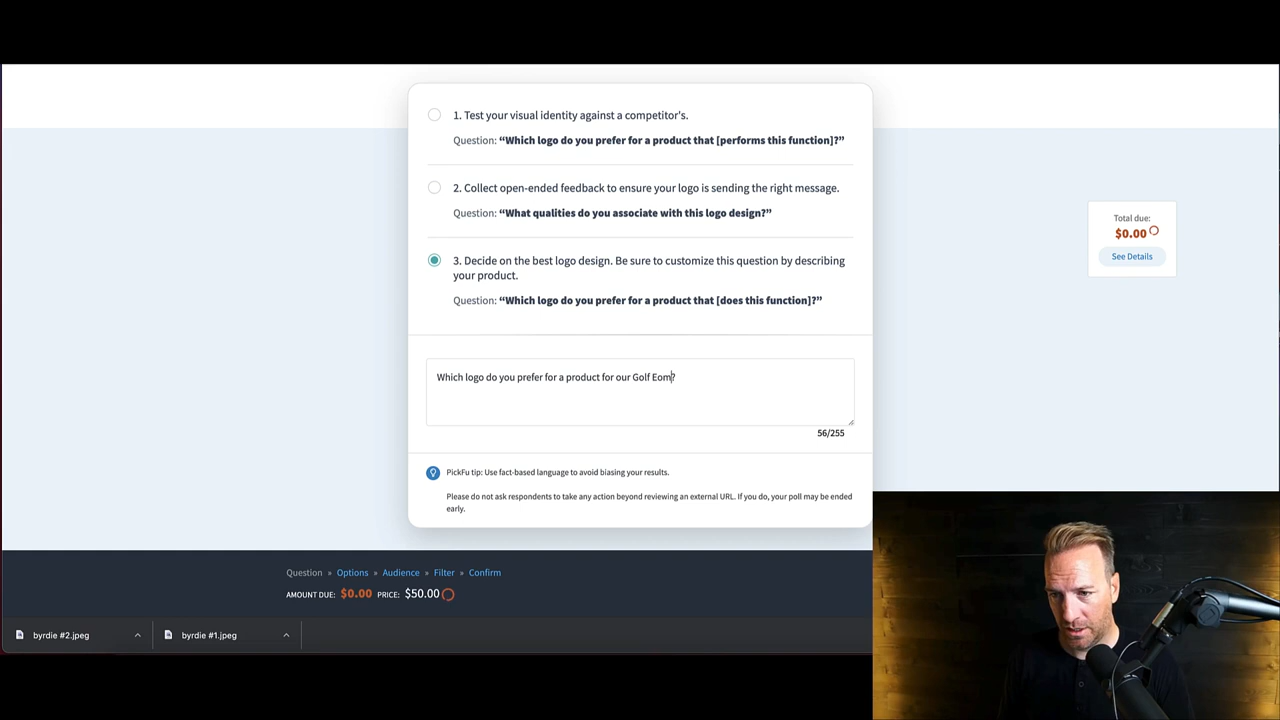 1. Test your visual identity against a competitor's.
Question: “Which logo do you prefer for a product that [performs this function]?”
2. Collect open-ended feedback to ensure your logo is sending the right message.
Question: “What qualities do you associate with this logo design?”
3. Decide on the best logo design. Be sure to customize this question by describing
your product.
Question: “Which logo do you prefer for a product that [does this function]?”
Total due:
$0.00
See Details
Which logo do you prefer for a product for our Golf Eom?
56/255
PickFu tip: Use fact-based language to avoid biasing your results.
Please do not ask respondents to take any action beyond reviewing an external URL. If you do, your poll may be ended
early.
Question » Options » Audience » Filter » Confirm
AMOUNT DUE: $0.00 PRICE: $50.00
byrdie #2.jpeg
byrdie #1.jpeg